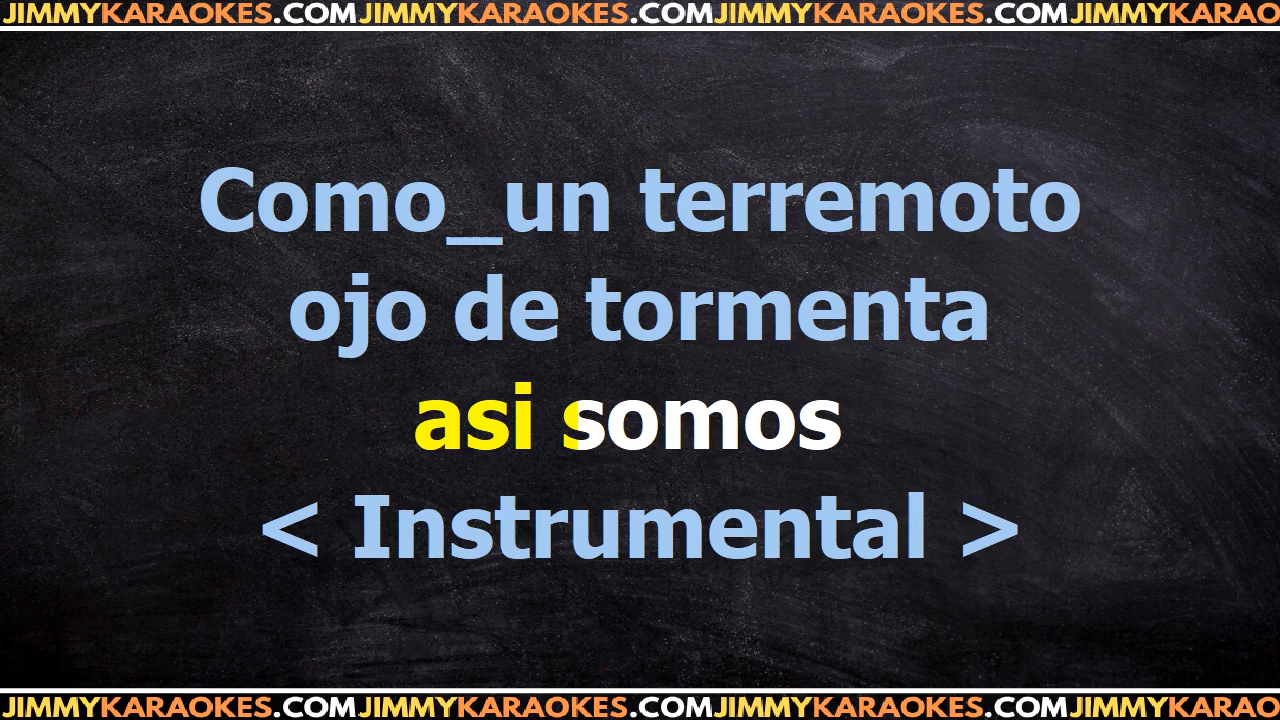 JIMMYKARAOKES.COMJIMMYKARAOKES.COMJIMMYKARAOKES.COMJIMMYKARAO
Como_un terremoto
ojo de tormenta
asi somos
< Instrumental >
JIMMYKARAOKES.COMJIMMYKARAOKES.COMJIMMYKARAOKES.COMJIMMYKARAO